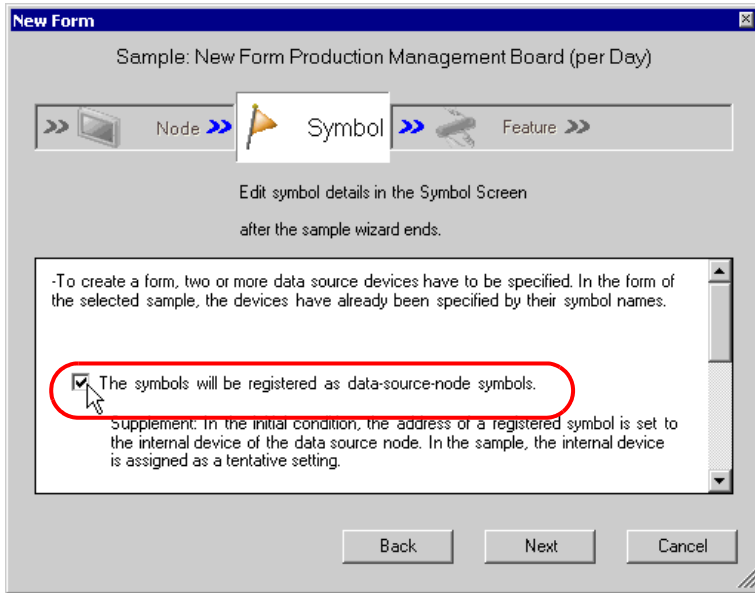 New Form
Sample: New Form Production Management Board (per Day)
>> Node >> Symbol >> Feature >>
Edit symbol details in the Symbol Screen
after the sample wizard ends.
-To create a form, two or more data source devices have to be specified. In the form of
the selected sample, the devices have already been specified by their symbol names.
The symbols will be registered as data-source-node symbols.
Supplement: In the initial condition, the address of a registered symbol is set to
the internal device of the data source node. In the sample, the internal device
is assigned as a tentative setting.
Back Next Cancel